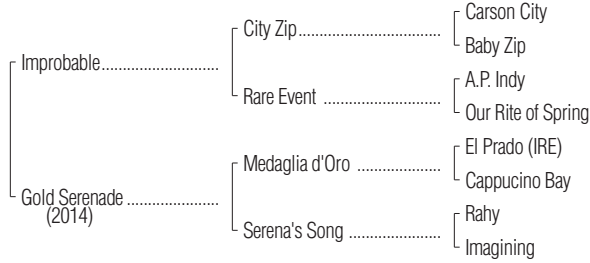 Carson City
City Zip
Baby Zip
Improbable
A.P. Indy
Rare Event
Our Rite of Spring
El Prado (IRE)
Medaglia d'Oro
Cappucino Bay
Gold Serenade
(2014)
Rahy
Serena's Song
Imagining